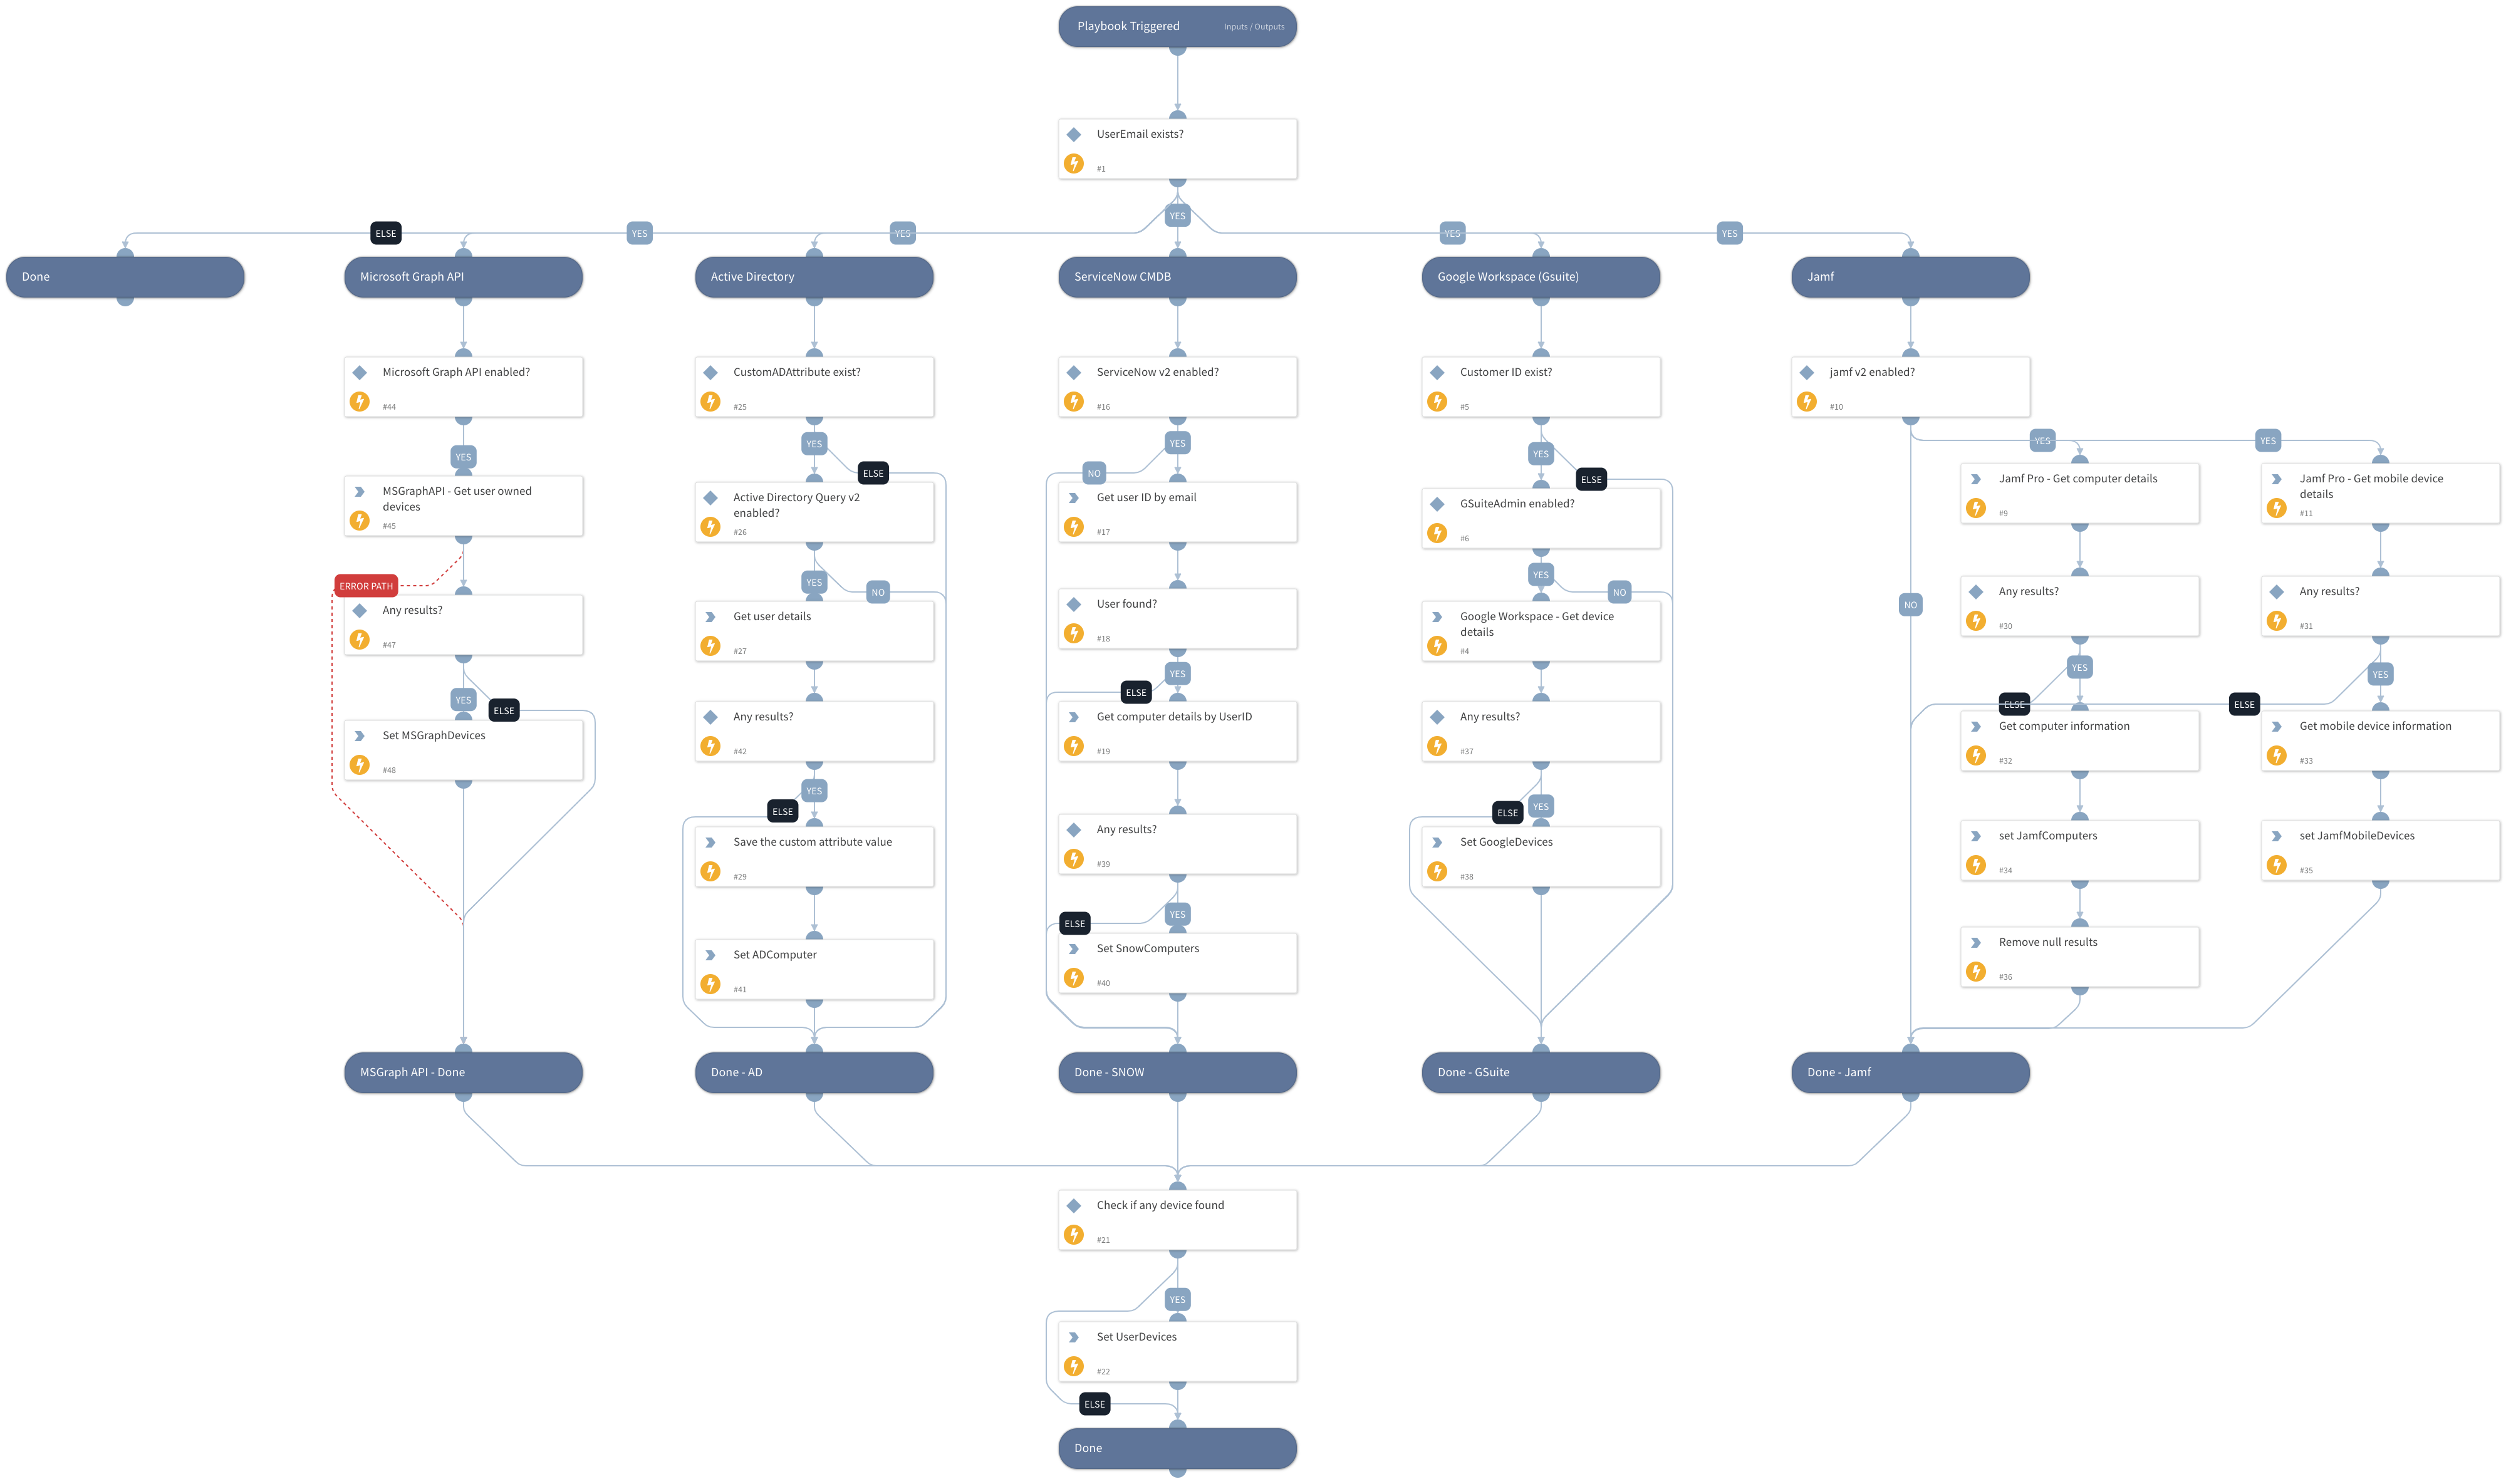 Playbook Triggered
Inputs / Outputs
UserEmail exists?
#1
YES
ELSE
YES
YES
YES
YES
Done
Microsoft Graph API
Active Directory
ServiceNow CMDB
Google Workspace (Gsuite)
Jamf
Microsoft Graph API enabled?
#44
CustomADAttribute exist?
#25
ServiceNow v2 enabled?
#16
Customer ID exist?
#5
jamf v2 enabled?
#10
YES
YES
ELSE
YES
NO
YES
ELSE
YES
YES
MSGraphAPI - Get user owned
devices
#45
Active Directory Query v2
enabled?
#26
Get user ID by email
#17
GSuiteAdmin enabled?
#6
Jamf Pro - Get computer details
#9
Jamf Pro - Get mobile device
details
#11
ERROR PATH
YES
NO
YES
NO
NO
Any results?
#47
Get user details
#27
User found?
#18
Google Workspace - Get device
details
#4
Any results?
#30
Any results?
#31
YES
ELSE
YES
ELSE
YES
ELSE
YES
ELSE
Set MSGraphDevices
#48
Any results?
#42
Get computer details by UserID
#19
Any results?
#37
Get computer information
#32
Get mobile device information
#33
YES
ELSE
ELSE
YES
Save the custom attribute value
#29
Any results?
#39
Set GoogleDevices
#38
set JamfComputers
#34
set JamfMobileDevices
#35
YES
ELSE
Set ADComputer
#41
Set SnowComputers
#40
Remove null results
#36
MSGraph API - Done
Done - AD
Done - SNOW
Done - GSuite
Done - Jamf
Check if any device found
#21
YES
Set UserDevices
#22
ELSE
Done